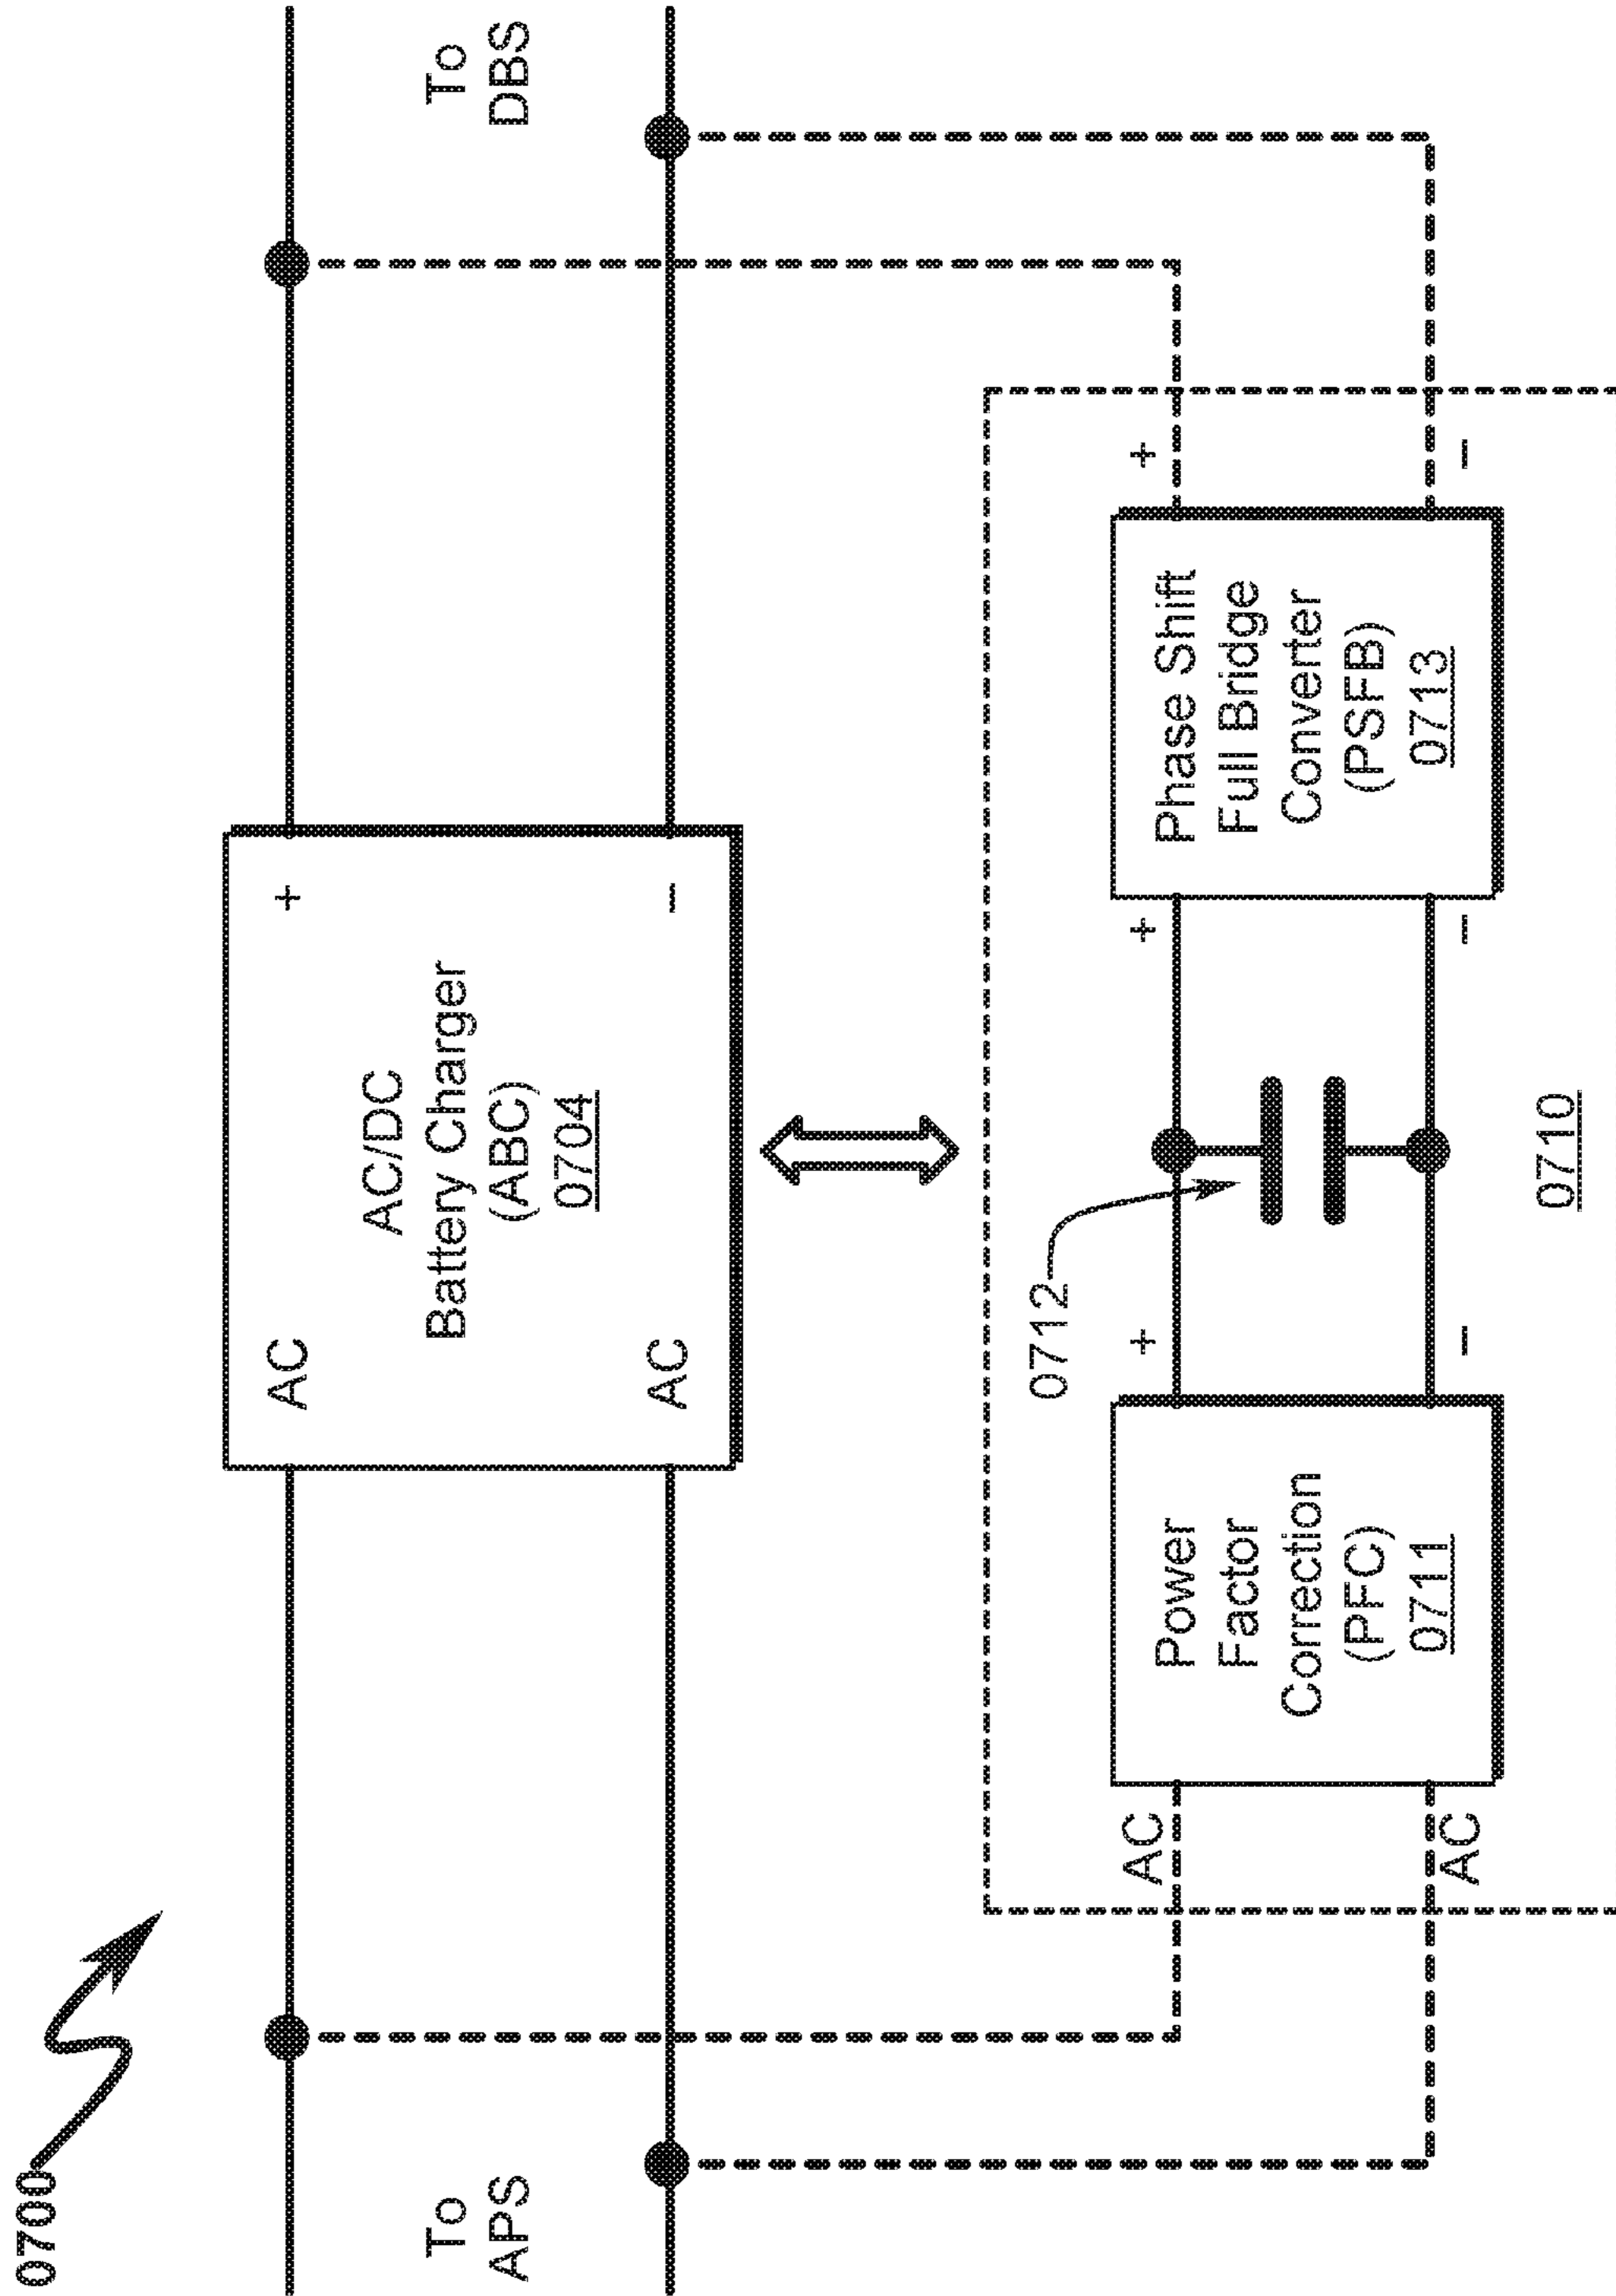 0700
To
APS
AC
AC
AC/DC
Battery Charger
(ABC)
0704
+
−
To
DBS
0712
AC
AC
Power
Factor
Correction
(PFC)
0711
+
−
+
−
Phase Shift
Full Bridge
Converter
(PSFB)
0713
+
−
0710